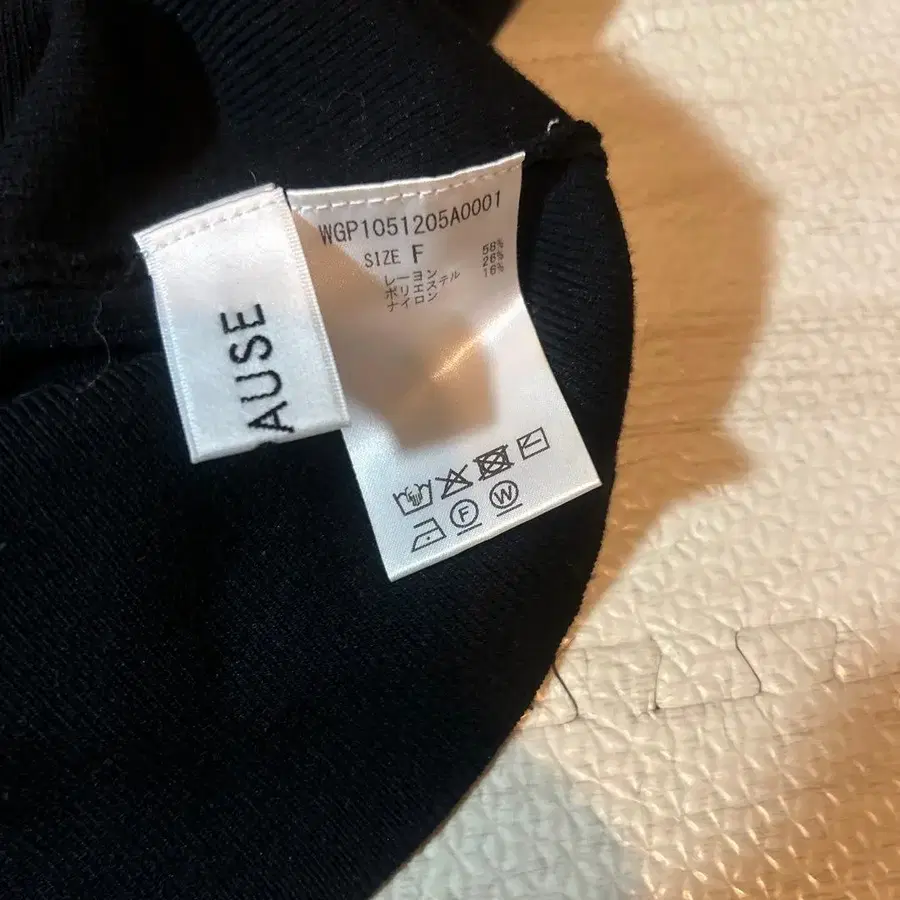 AUSE
WGP1051205A0001
SIZE F
レーヨン 58%
ポリエステル 26%
ナイロン 16%
F W